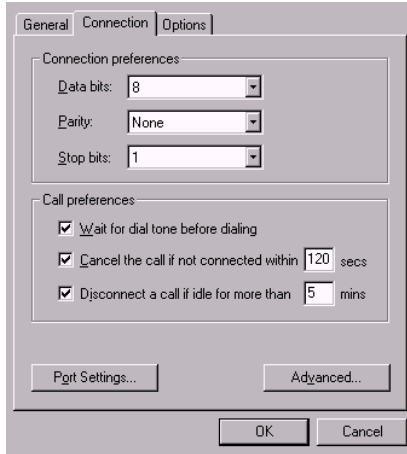 General Connection Options
Connection preferences
Data bits: 8
Parity: None
Stop bits: 1
Call preferences
Wait for dial tone before dialing
Cancel the call if not connected within 120 secs
Disconnect a call if idle for more than 5 mins
Port Settings... Advanced...
OK Cancel